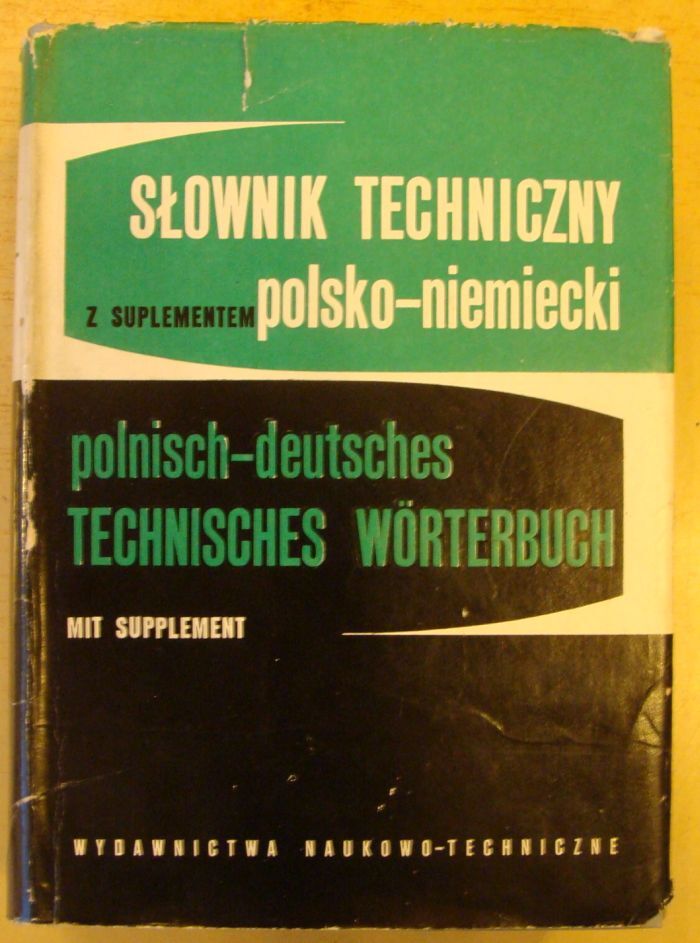 SŁOWNIK TECHNICZNY
Z SUPLEMENTEM polsko-niemiecki
polnisch-deutsches
TECHNISCHES WÖRTERBUCH
MIT SUPPLEMENT
WYDAWNICTWA NAUKOWO-TECHNICZNE